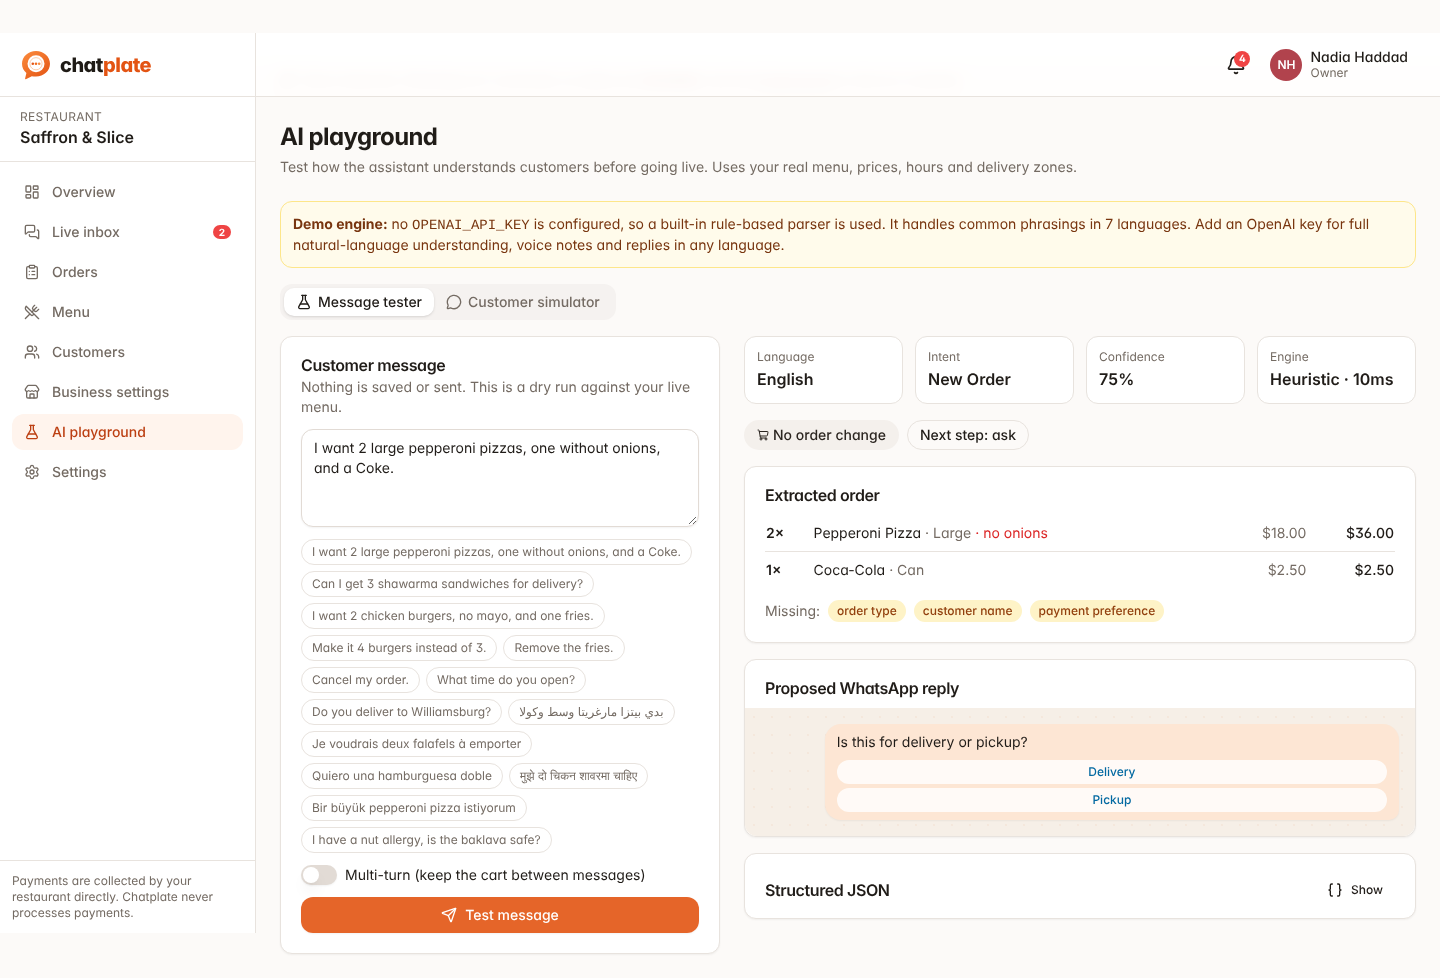 chatplate
4
NH
Nadia Haddad
Owner
RESTAURANT
Saffron & Slice
Overview
Live inbox
2
Orders
Menu
Customers
Business settings
AI playground
Settings
Payments are collected by your
restaurant directly. Chatplate never
processes payments.
AI playground
Test how the assistant understands customers before going live. Uses your real menu, prices, hours and delivery zones.
Demo engine: no OPENAI_API_KEY is configured, so a built-in rule-based parser is used. It handles common phrasings in 7 languages. Add an OpenAI key for full
natural-language understanding, voice notes and replies in any language.
Message tester
Customer simulator
Customer message
Nothing is saved or sent. This is a dry run against your live
menu.
I want 2 large pepperoni pizzas, one without onions,
and a Coke.
I want 2 large pepperoni pizzas, one without onions, and a Coke.
Can I get 3 shawarma sandwiches for delivery?
I want 2 chicken burgers, no mayo, and one fries.
Make it 4 burgers instead of 3.
Remove the fries.
Cancel my order.
What time do you open?
Do you deliver to Williamsburg?
بدي بيتزا مارغريتا وسط وكولا
Je voudrais deux falafels à emporter
Quiero una hamburguesa doble
मुझे दो चिकन शावरमा चाहिए
Bir büyük pepperoni pizza istiyorum
I have a nut allergy, is the baklava safe?
Multi-turn (keep the cart between messages)
Test message
Language
English
Intent
New Order
Confidence
75%
Engine
Heuristic · 10ms
No order change
Next step: ask
Extracted order
2× Pepperoni Pizza · Large · no onions $18.00 $36.00
1× Coca-Cola · Can $2.50 $2.50
Missing: order type customer name payment preference
Proposed WhatsApp reply
Is this for delivery or pickup?
Delivery
Pickup
Structured JSON
{ } Show